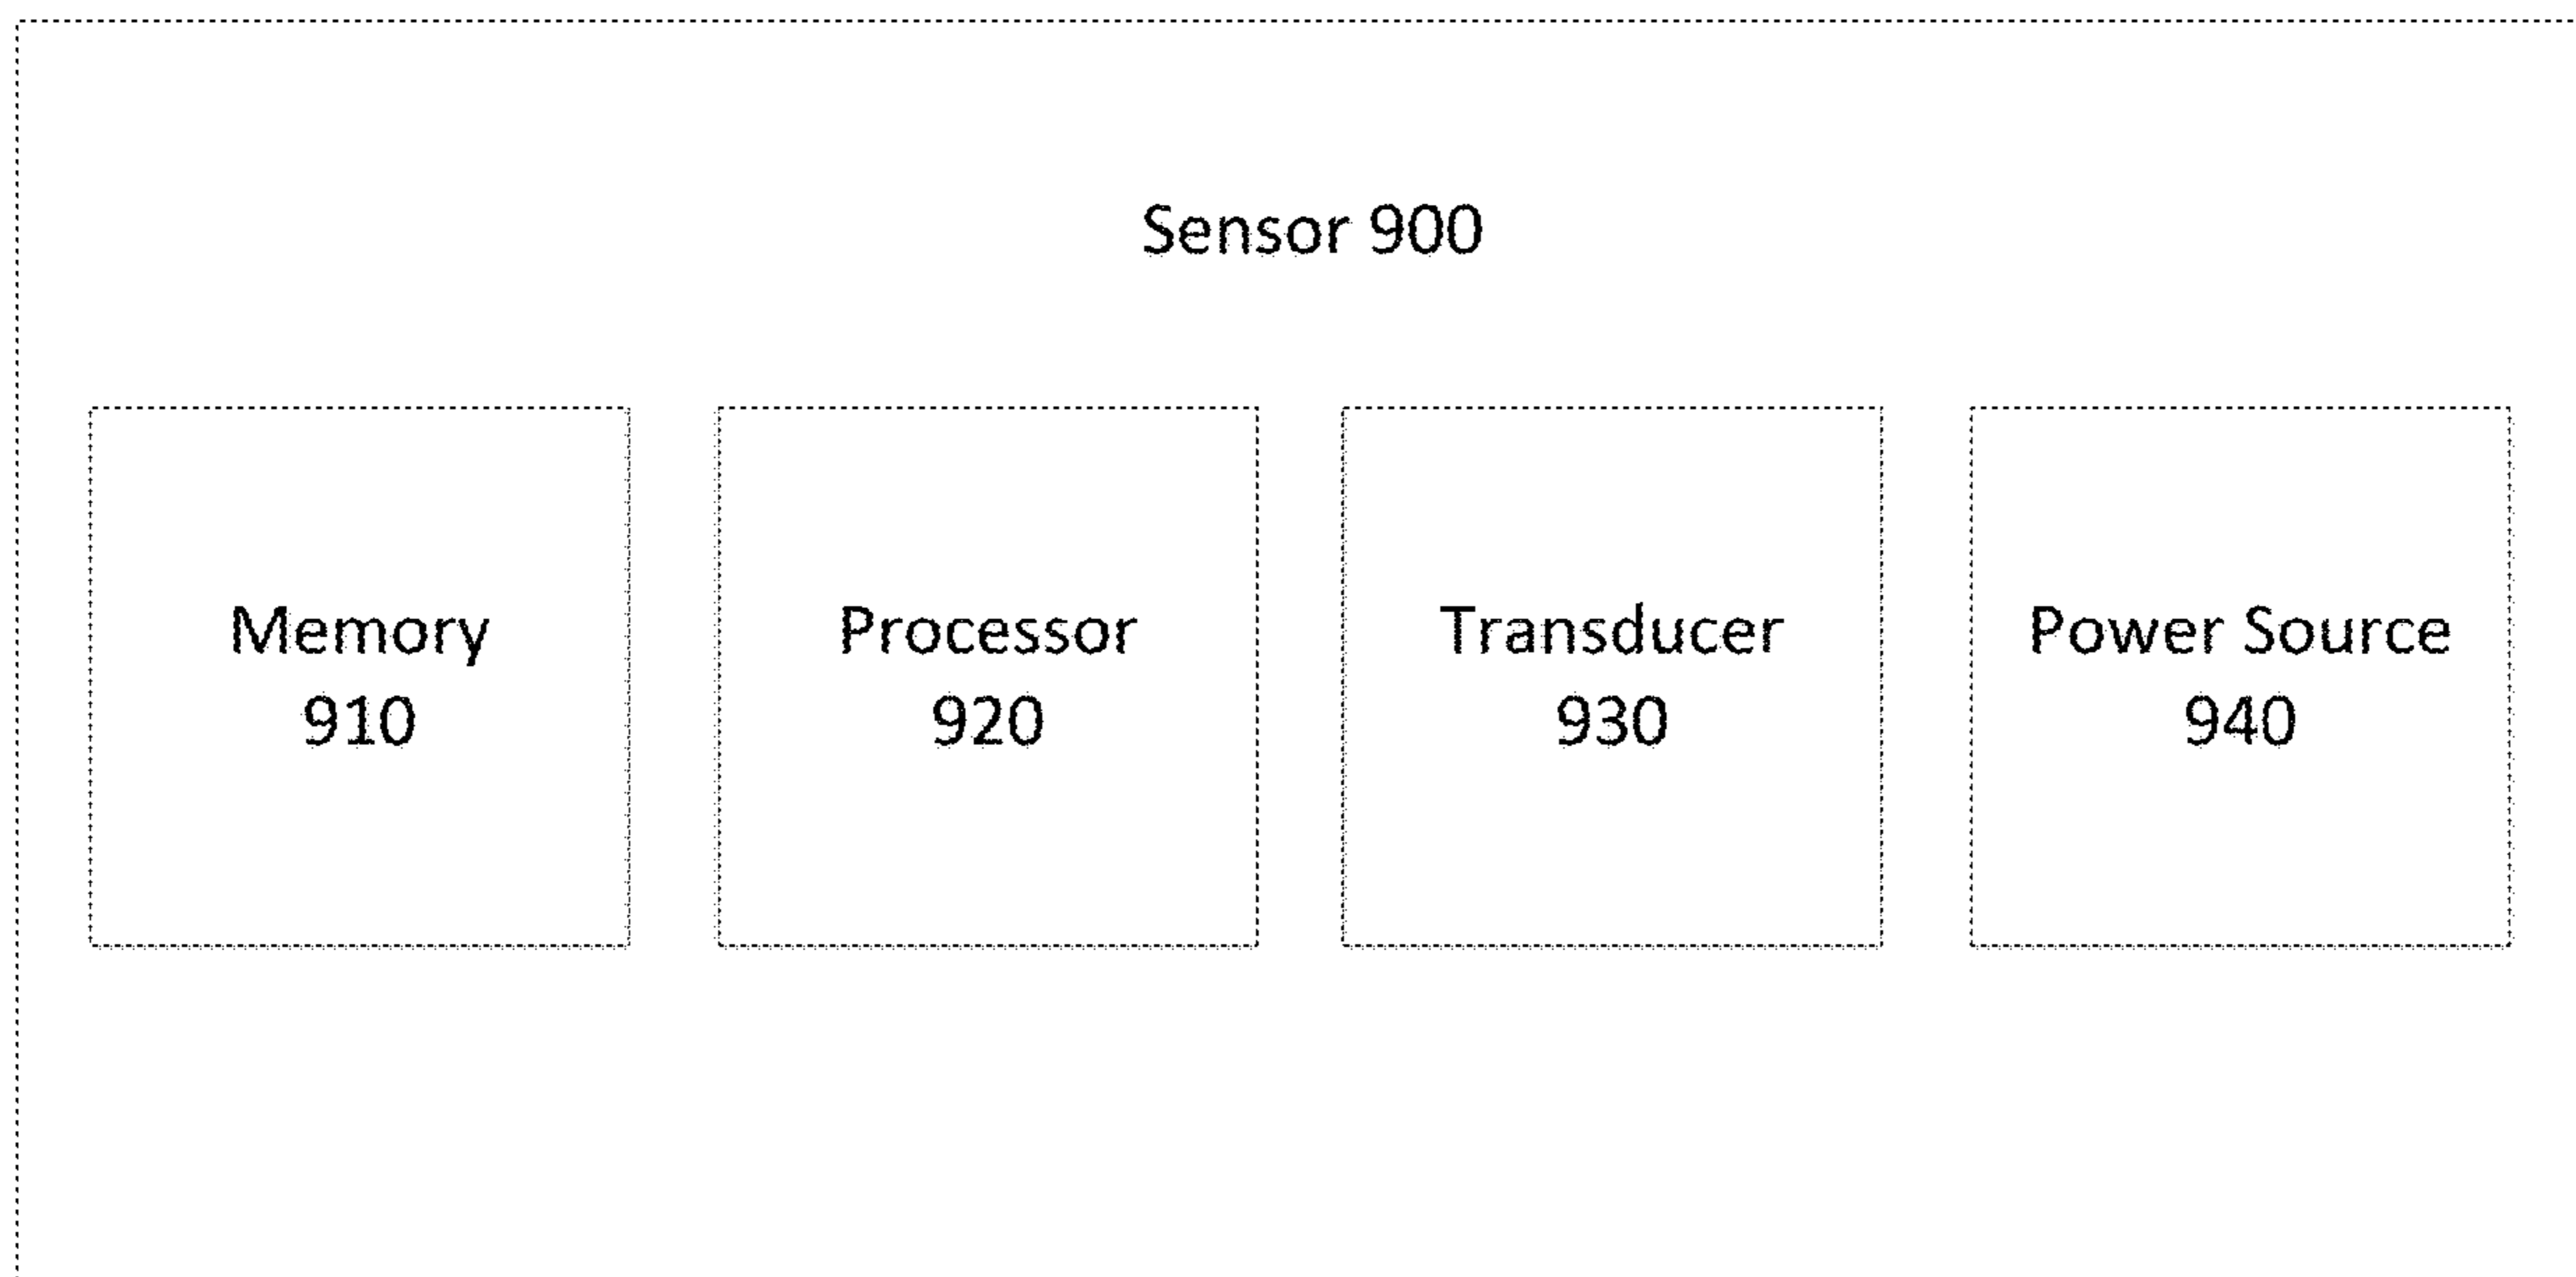 Sensor 900
Memory
910
Processor
920
Transducer
930
Power Source
940